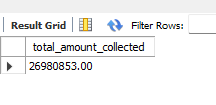 Result Grid Filter Rows:
total_amount_collected
26980853.00